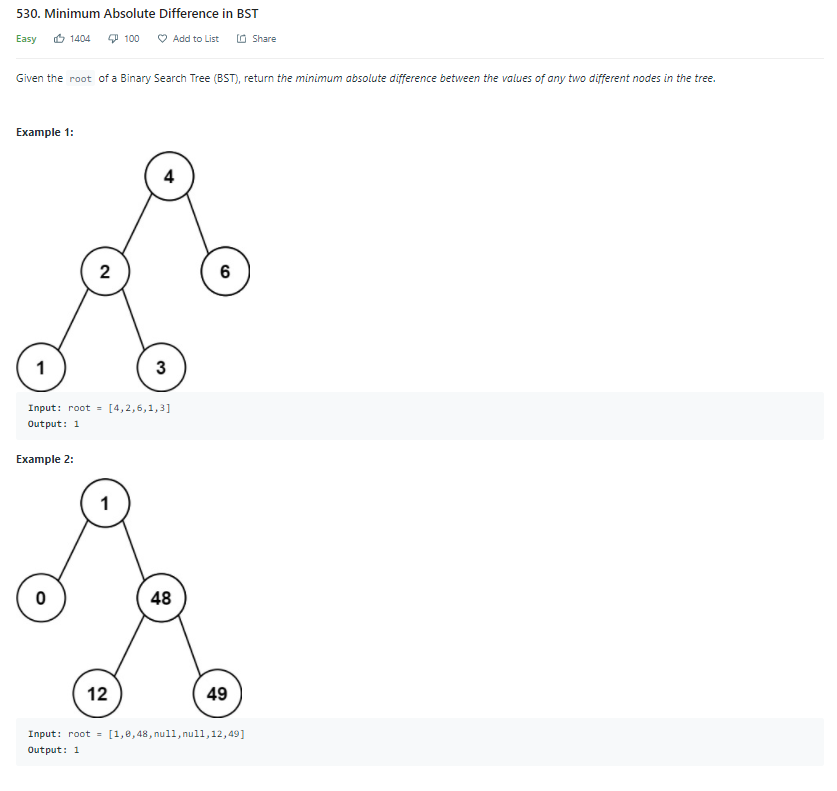 530. Minimum Absolute Difference in BST
Easy 1404 100 Add to List Share
Given the root of a Binary Search Tree (BST), return the minimum absolute difference between the values of any two different nodes in the tree.
Example 1:
4
2 6
1 3
Input: root = [4,2,6,1,3]
Output: 1
Example 2:
1
0 48
12 49
Input: root = [1,0,48,null,null,12,49]
Output: 1